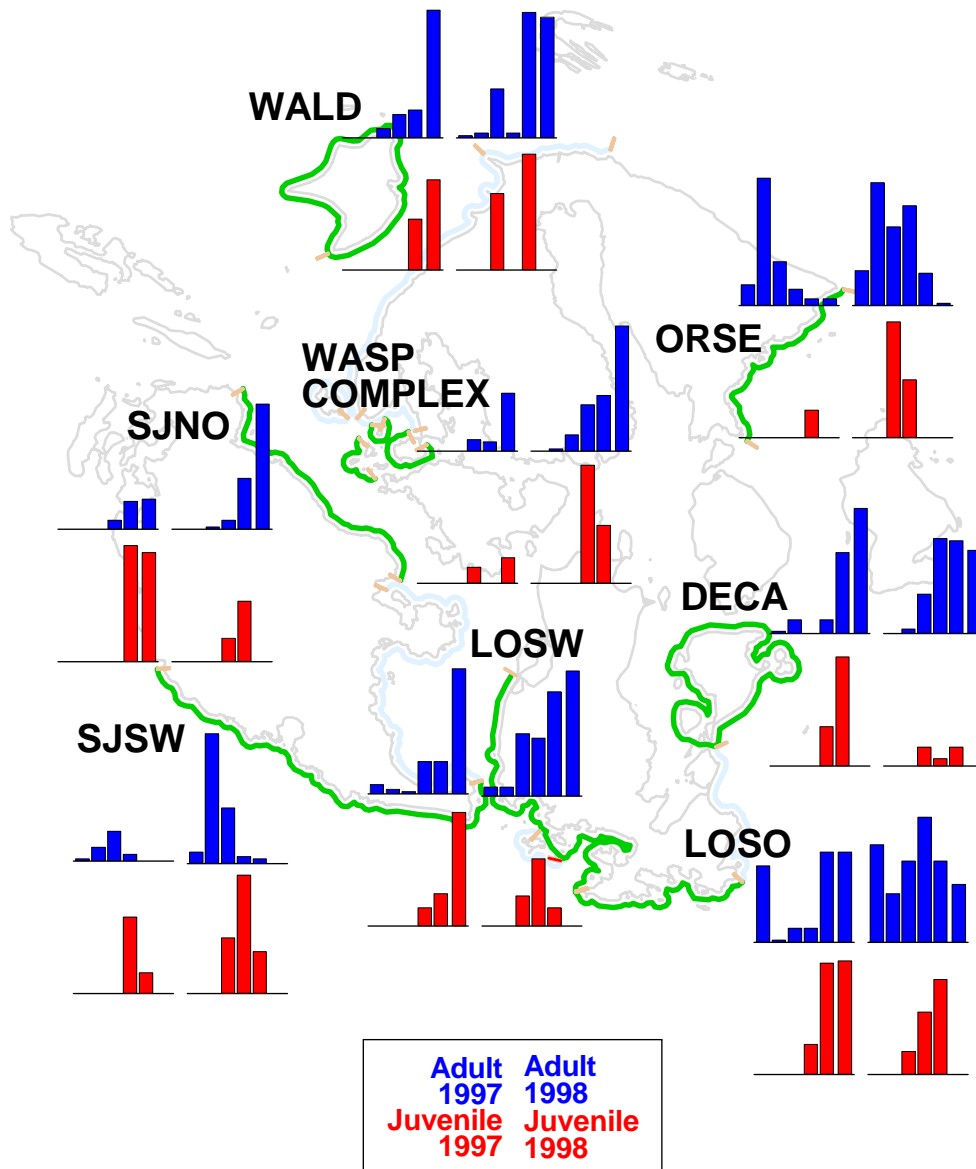 WALD
ORSE
WASP
COMPLEX
SJNO
DECA
LOSW
SJSW
LOSO
Adult Adult
1997 1998
Juvenile Juvenile
1997 1998